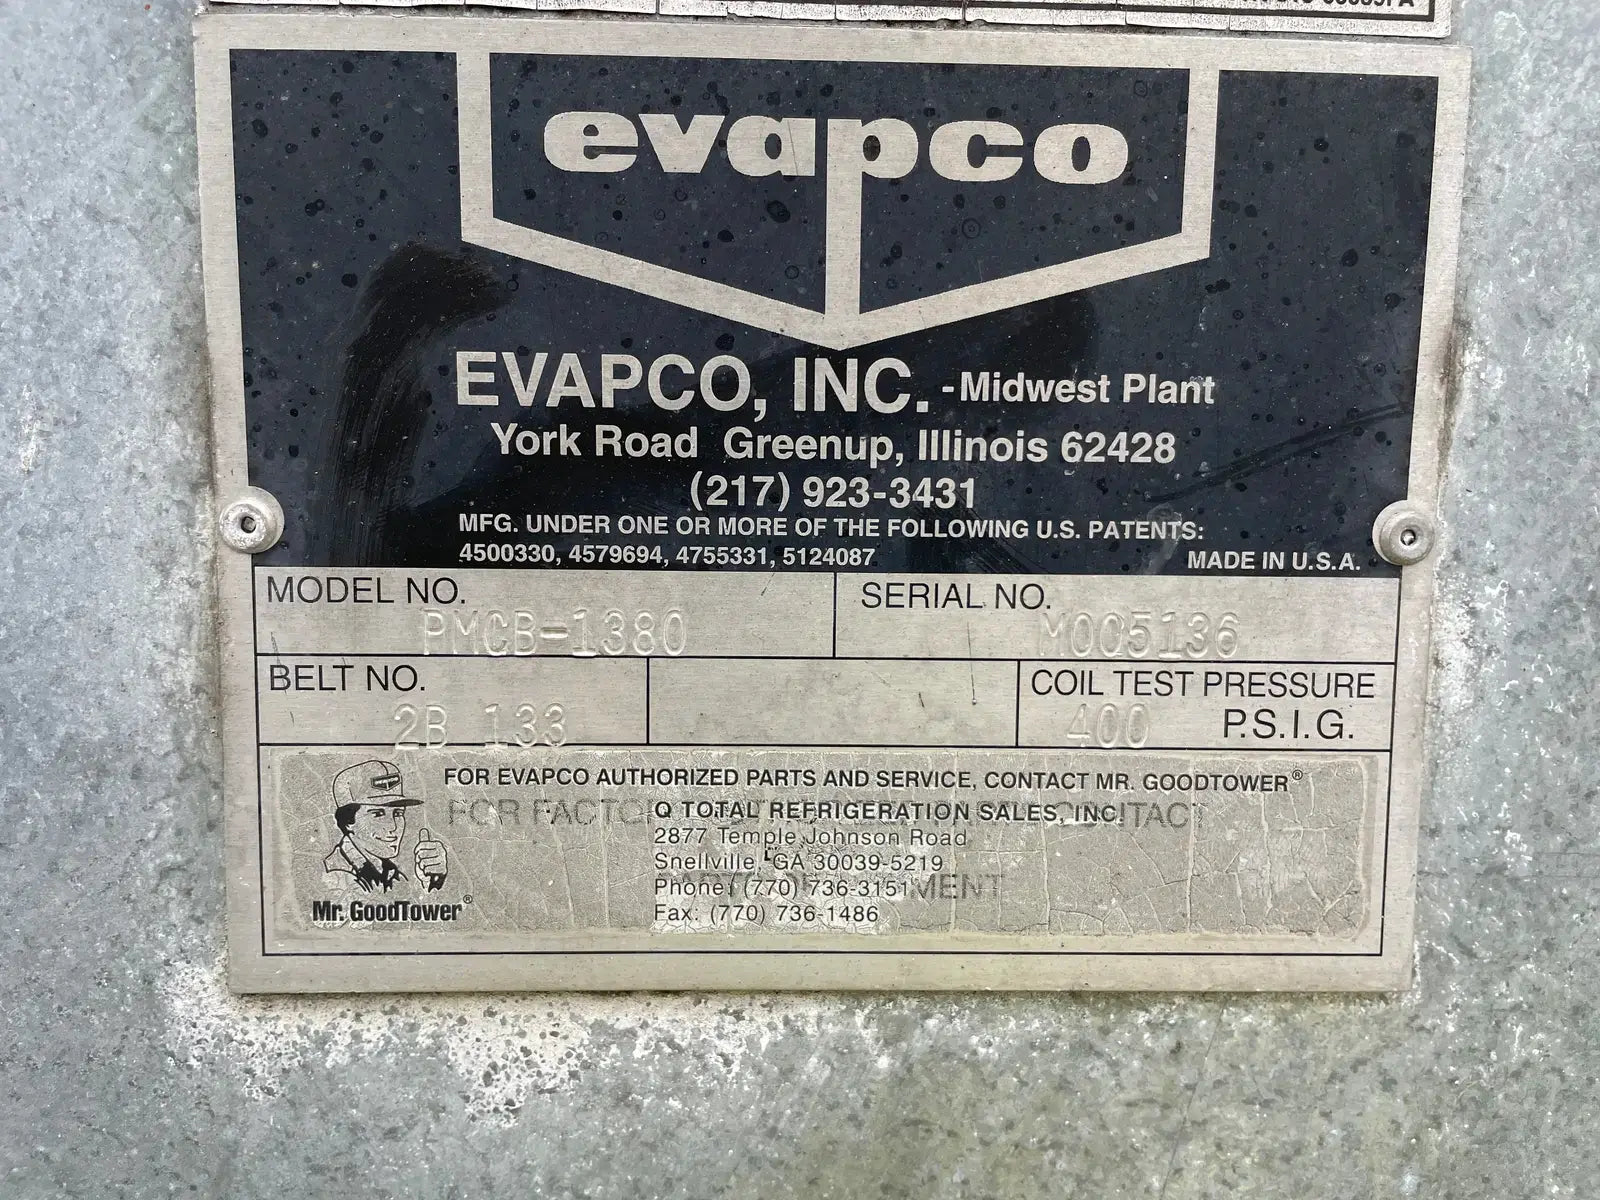 evapco
EVAPCO, INC. -Midwest Plant
York Road Greenup, Illinois 62428
(217) 923-3431
MFG. UNDER ONE OR MORE OF THE FOLLOWING U.S. PATENTS:
4500330, 4579694, 4755331, 5124087
MADE IN U.S.A.
MODEL NO.
PMCB-1380
SERIAL NO.
M005136
BELT NO.
2B 133
COIL TEST PRESSURE
400 P.S.I.G.
FOR EVAPCO AUTHORIZED PARTS AND SERVICE, CONTACT MR. GOODTOWER®
FOR FACTO
Q TOTAL REFRIGERATION SALES, INC.
2877 Temple Johnson Road
Snellville, GA 30039-5219
Phone: (770) 736-3151
Fax: (770) 736-1486
Mr. GoodTower®